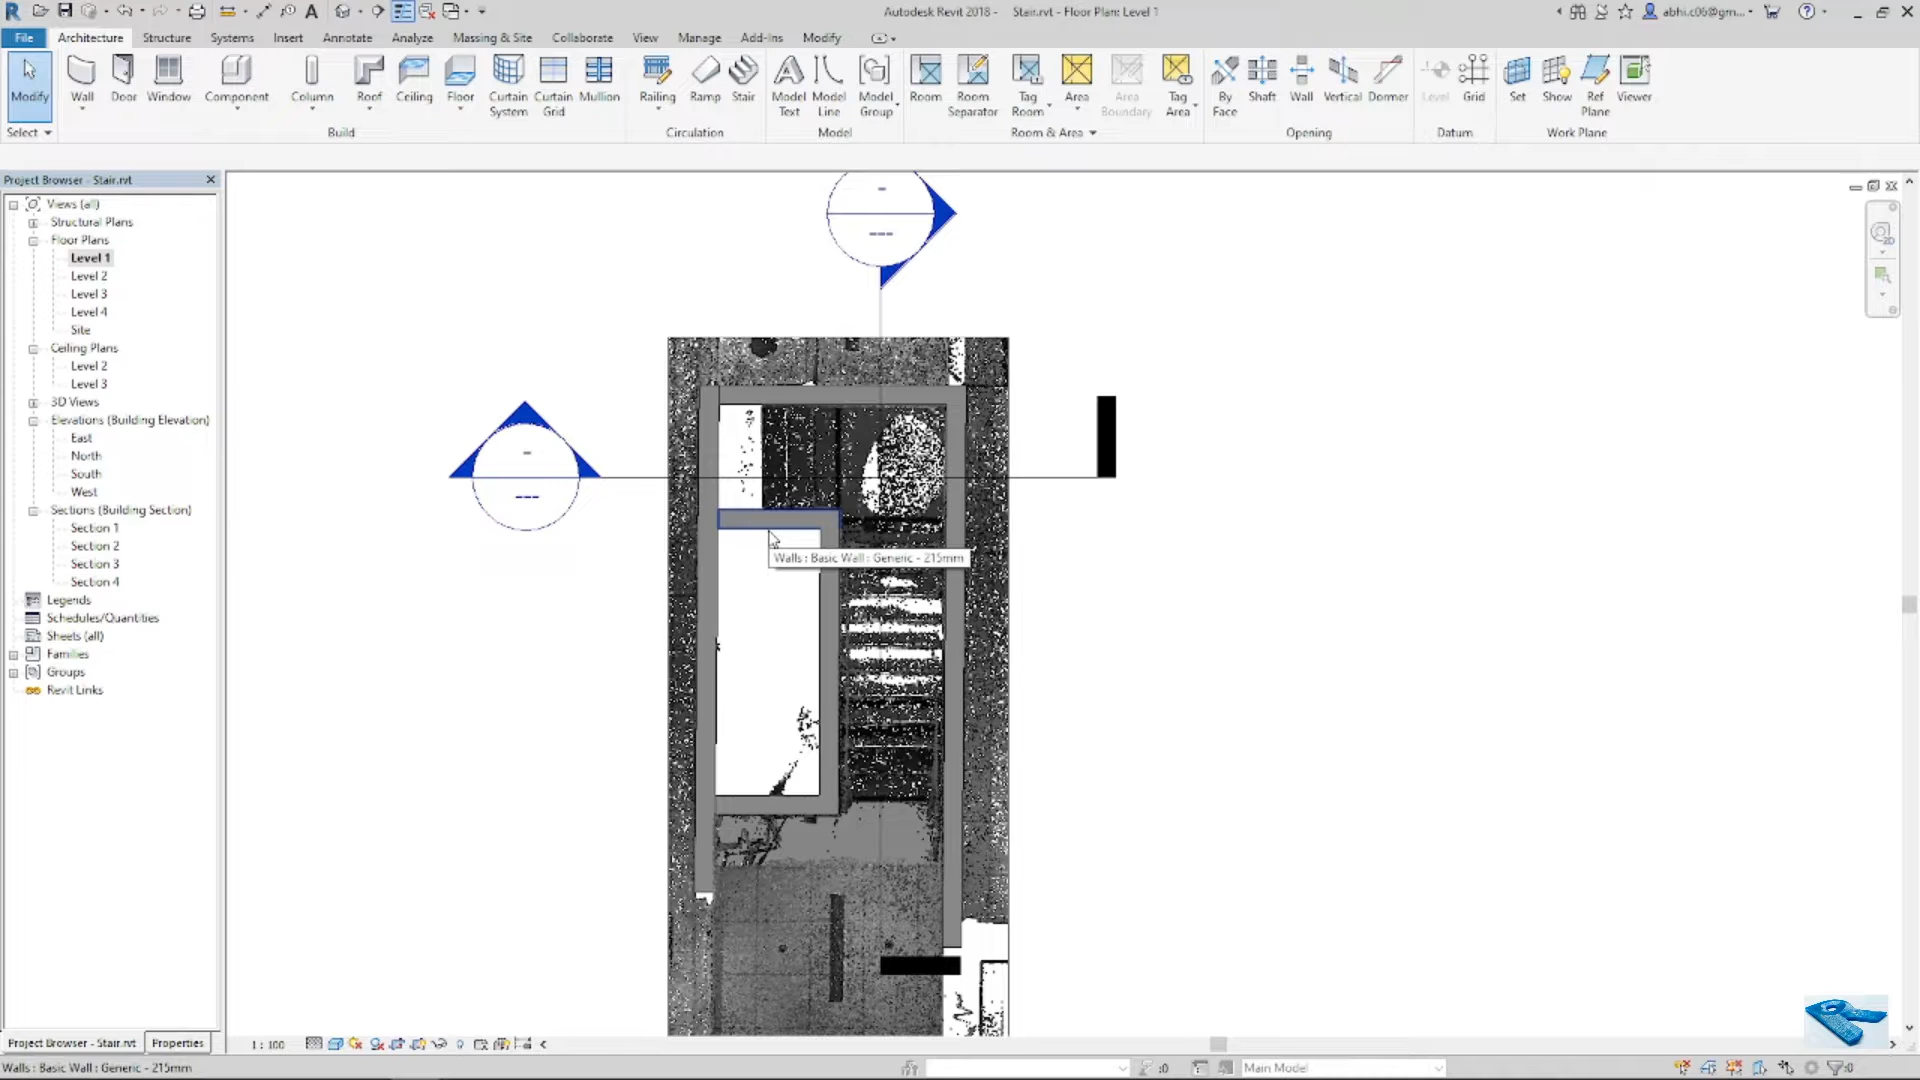 Autodesk Revit 2018 - Stair.rvt - Floor Plan: Level 1
abhi.c06@gm...
File Architecture Structure Systems Insert Annotate Analyze Massing & Site Collaborate View Manage Add-Ins Modify
Modify Wall Door Window Component Column Roof Ceiling Floor Curtain System Curtain Grid Mullion Railing Ramp Stair Model Text Model Line Model Group Room Room Separator Tag Room Area Area Boundary Tag Area By Face Shaft Wall Vertical Dormer Level Grid Set Show Ref Plane Viewer
Select Build Circulation Model Room & Area Opening Datum Work Plane
Project Browser - Stair.rvt
Views (all)
Structural Plans
Floor Plans
Level 1
Level 2
Level 3
Level 4
Site
Ceiling Plans
Level 2
Level 3
3D Views
Elevations (Building Elevation)
East
North
South
West
Sections (Building Section)
Section 1
Section 2
Section 3
Section 4
Legends
Schedules/Quantities
Sheets (all)
Families
Groups
Revit Links
Walls : Basic Wall : Generic - 215mm
Project Browser - Stair.rvt Properties
1 : 100
Walls : Basic Wall : Generic - 215mm
:0
Main Model
:0